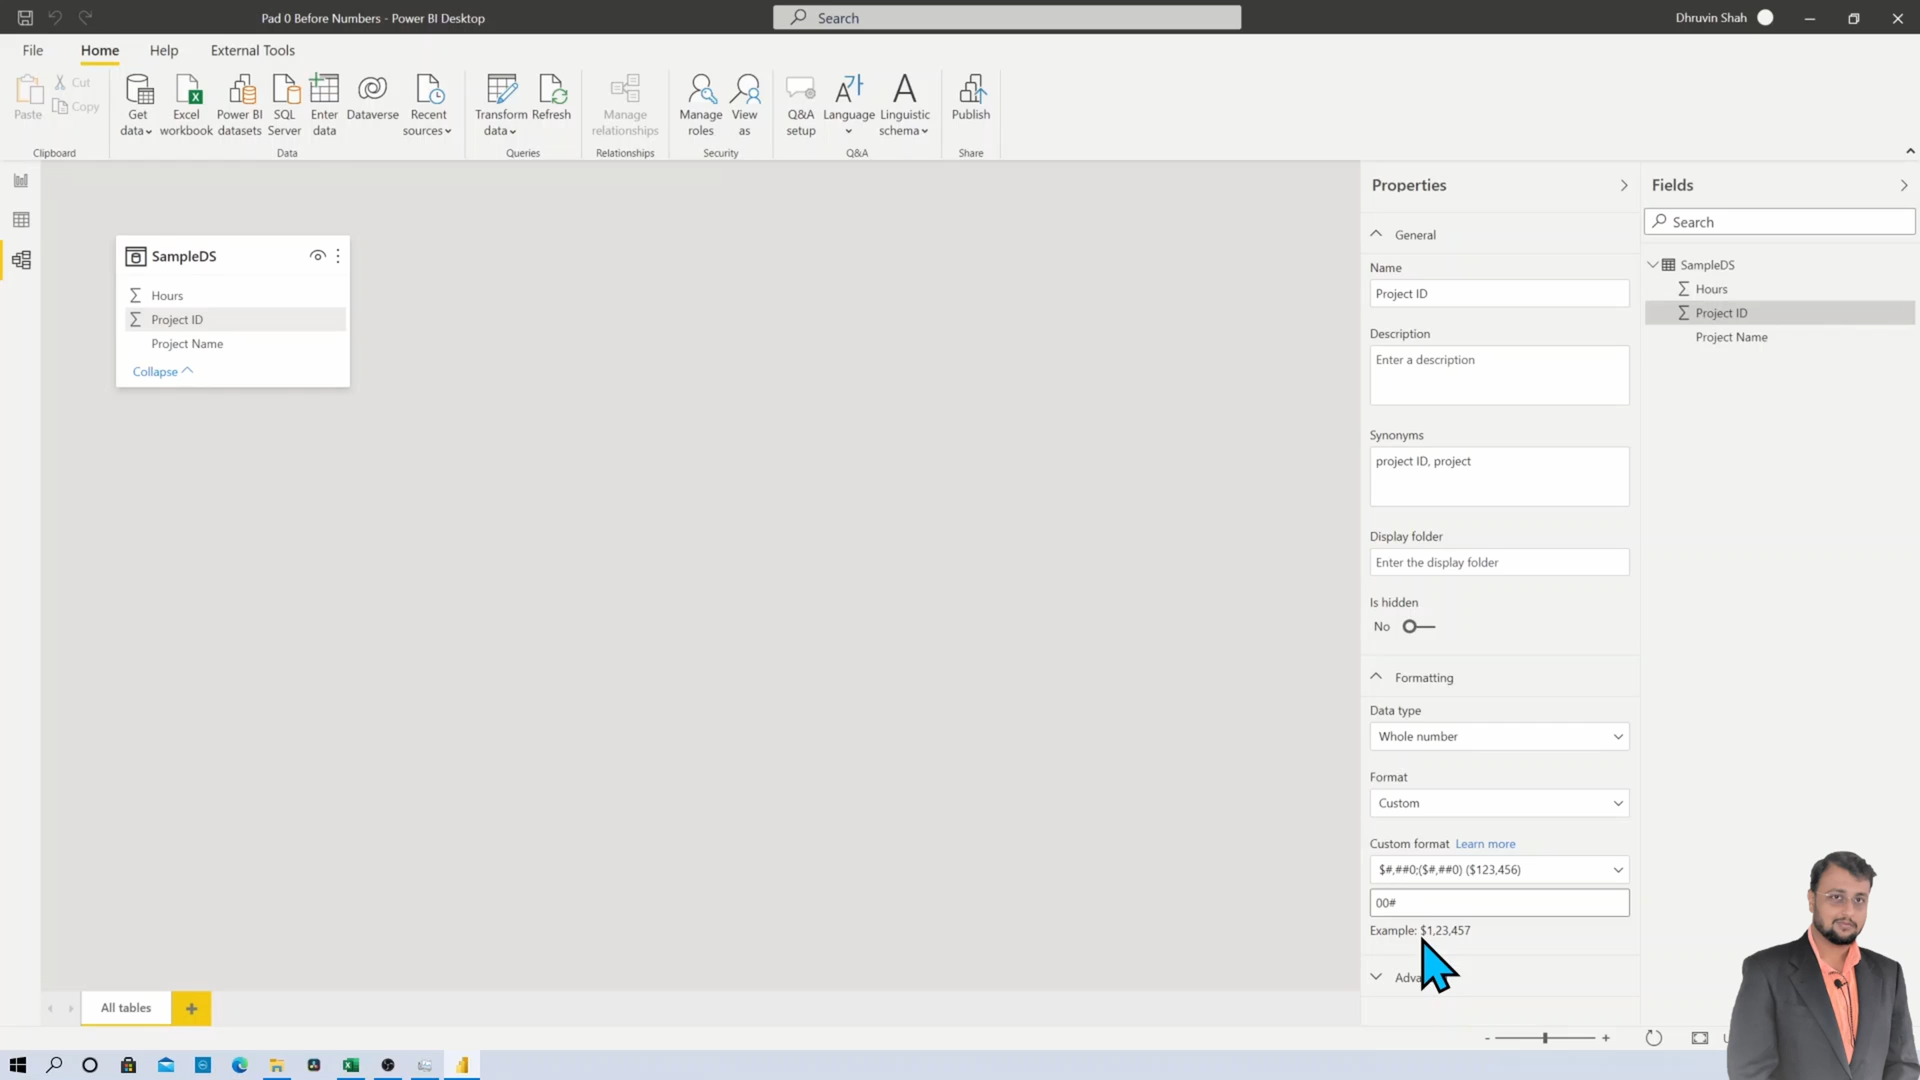 Pad 0 Before Numbers - Power BI Desktop
Search
Dhruvin Shah
File
Home
Help
External Tools
Paste
Cut
Copy
Get data
Excel workbook
Power BI datasets
SQL Server
Enter data
Dataverse
Recent sources
Transform data
Refresh
Manage relationships
Manage roles
View as
Q&A setup
Language
Linguistic schema
Publish
Clipboard
Data
Queries
Relationships
Security
Q&A
Share
SampleDS
Hours
Project ID
Project Name
Collapse
Properties
General
Name
Project ID
Description
Enter a description
Synonyms
project ID, project
Display folder
Enter the display folder
Is hidden
No
Formatting
Data type
Whole number
Format
Custom
Custom format Learn more
$#,##0;($#,##0) ($123,456)
00#
Example: $1,23,457
Fields
Search
SampleDS
Hours
Project ID
Project Name
All tables